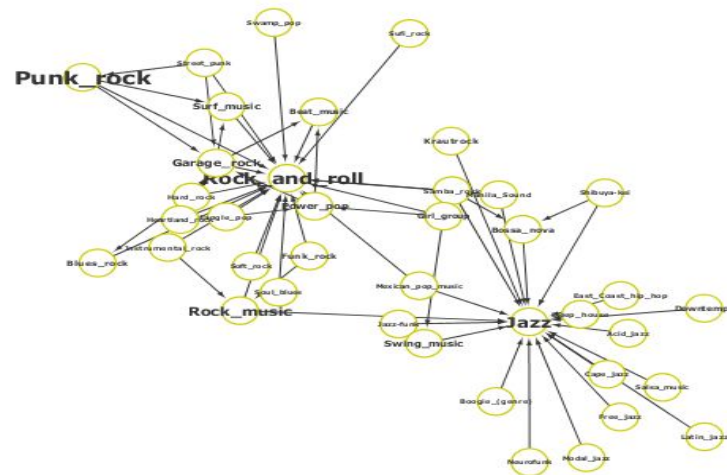 Swamp_pop
Sufi_rock
Street_punk
Punk_rock
Surf_music
Beat_music
Krautrock
Garage_rock
Rock_and_roll
Hard_rock
Samba_rock
Manila_Sound
Shibuya-kei
Power_pop
Heartland_rock
Jangle_pop
Girl_group
Bossa_nova
Instrumental_rock
Blues_rock
Soft_rock
Funk_rock
Mexican_pop_music
Soul_blues
East_Coast_hip_hop
Rock_music
Jazz-funk
Jazz
Deep_house
Downtemp
Swing_music
Acid_jazz
Cape_jazz
Salsa_music
Boogie_(genre)
Free_jazz
Latin_jazz
Neurofunk
Modal_jazz